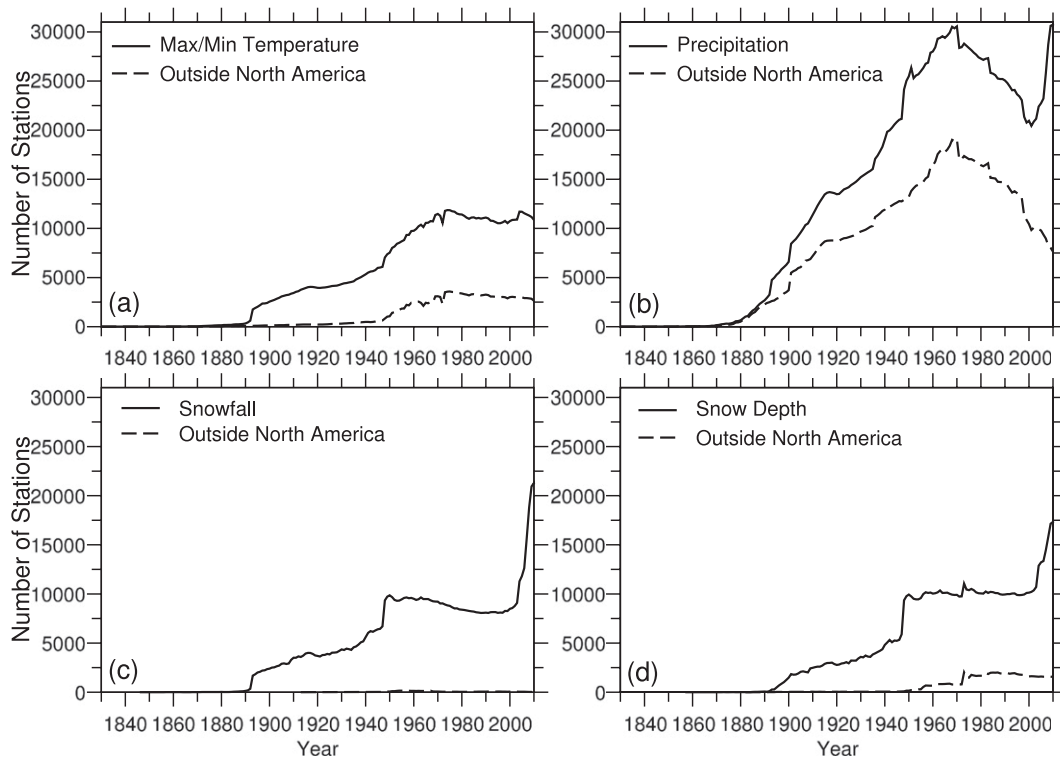 Max/Min Temperature
Outside North America
Number of Stations
30000
25000
20000
15000
10000
5000
0
(a)
1840 1860 1880 1900 1920 1940 1960 1980 2000
Precipitation
Outside North America
30000
25000
20000
15000
10000
5000
0
(b)
1840 1860 1880 1900 1920 1940 1960 1980 2000
Snowfall
Outside North America
Number of Stations
30000
25000
20000
15000
10000
5000
0
(c)
1840 1860 1880 1900 1920 1940 1960 1980 2000
Year
Snow Depth
Outside North America
30000
25000
20000
15000
10000
5000
0
(d)
1840 1860 1880 1900 1920 1940 1960 1980 2000
Year